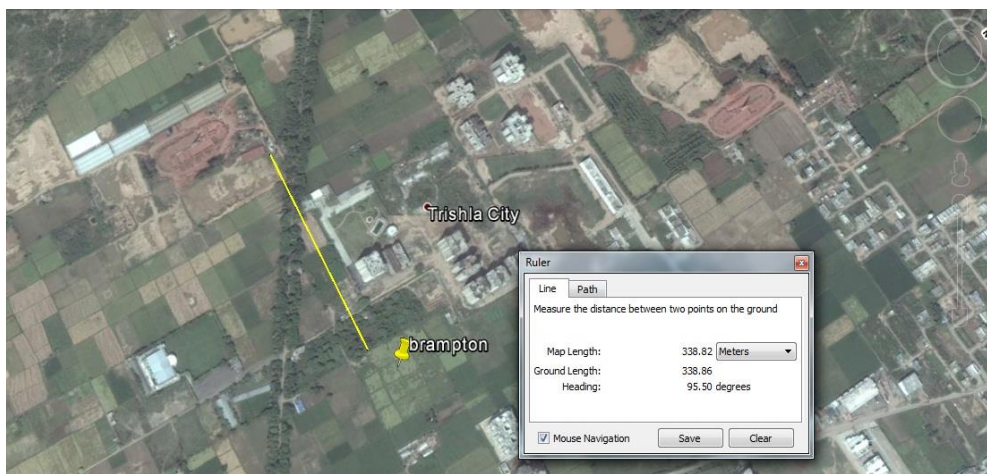 Trishla City
brampton
Ruler
Line Path
Measure the distance between two points on the ground
Map Length: 338.82 Meters
Ground Length: 338.86
Heading: 95.50 degrees
Mouse Navigation Save Clear